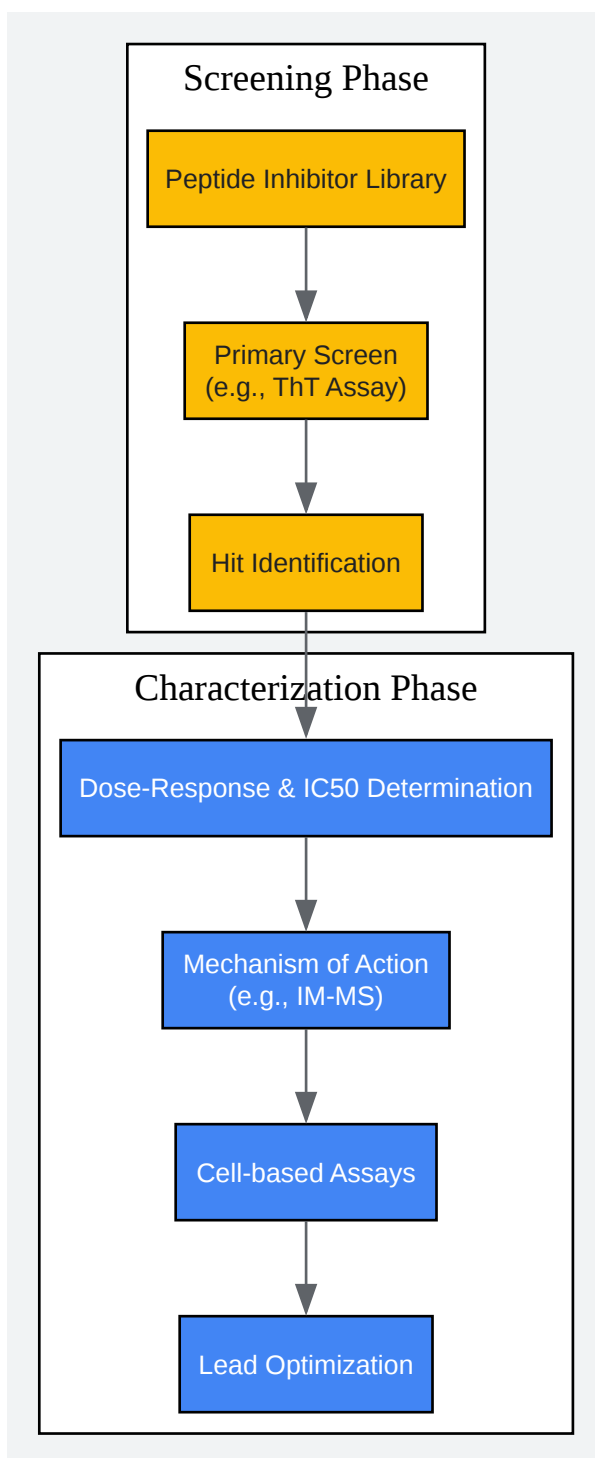 Screening Phase
Peptide Inhibitor Library
Primary Screen
(e.g., ThT Assay)
Hit Identification
Characterization Phase
Dose-Response & IC50 Determination
Mechanism of Action
(e.g., IM-MS)
Cell-based Assays
Lead Optimization